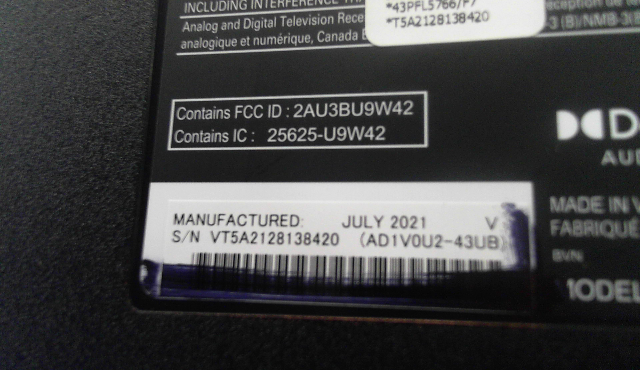 INCLUDING INTERFERENCE
*43PFL5766/F7
*T5A2128138420
Analog and Digital Television
analogique et numérique, Canada
Contains FCC ID : 2AU3BU9W42
Contains IC : 25625-U9W42
AU
MANUFACTURED: JULY 2021 V
S/N VT5A2128138420 (AD1V0U2-43UB)
MADE IN V
FABRIQUÉ
BVN